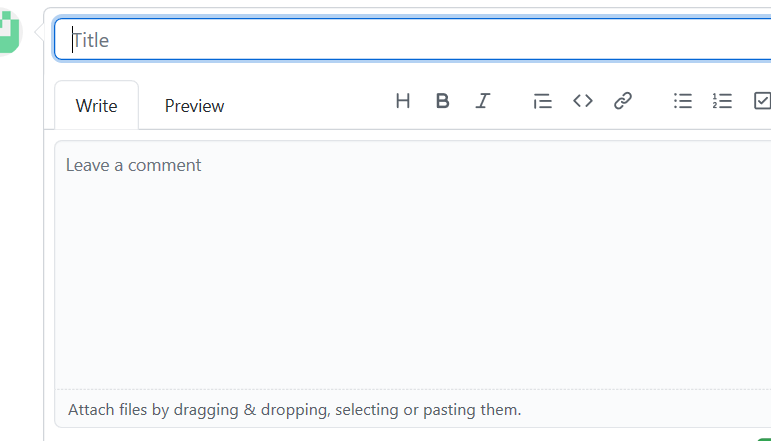 Title
Write Preview H B I
Leave a comment
Attach files by dragging & dropping, selecting or pasting them.